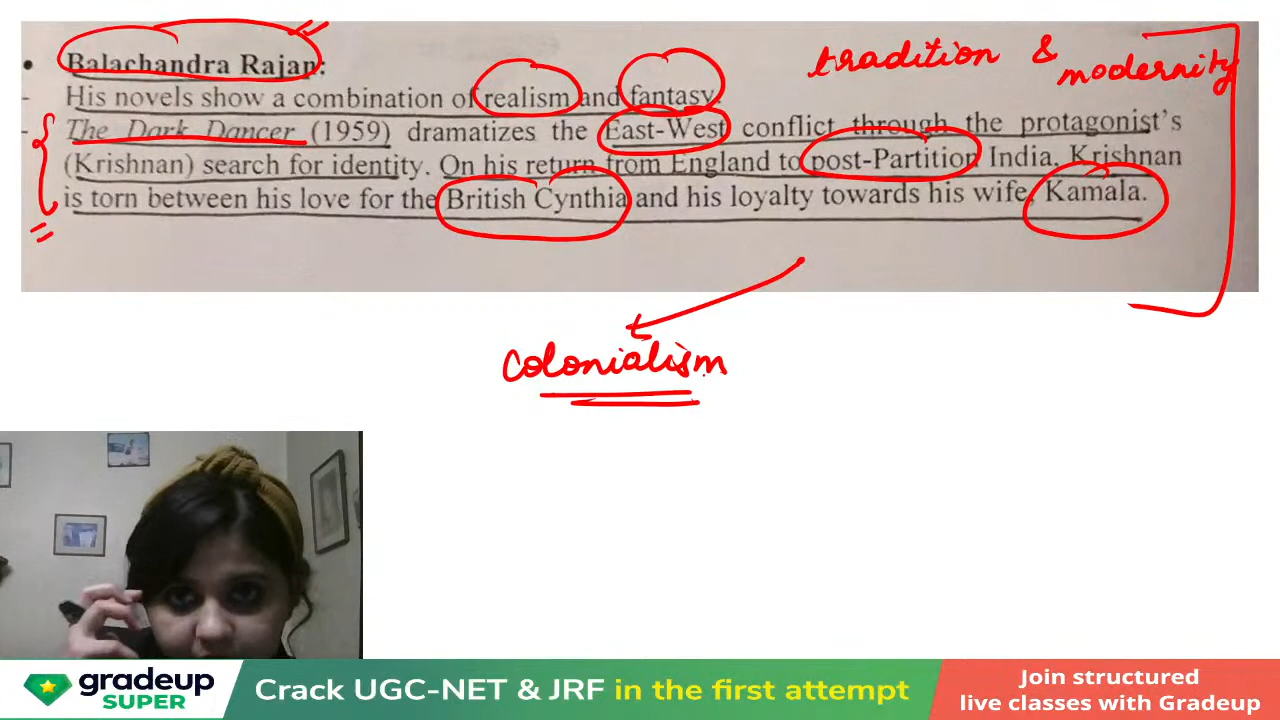 • Balachandra Rajan:
tradition & modernity
- His novels show a combination of realism and fantasy.
- The Dark Dancer (1959) dramatizes the East-West conflict through the protagonist's
(Krishnan) search for identity. On his return from England to post-Partition India, Krishnan
is torn between his love for the British Cynthia and his loyalty towards his wife, Kamala.
colonialism
gradeup
SUPER
Crack UGC-NET & JRF in the first attempt
Join structured
live classes with Gradeup